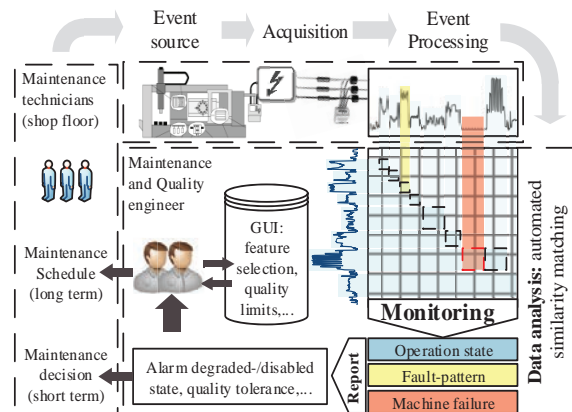 Event
source
Acquisition
Event
Processing
Maintenance
technicians
(shop floor)
Maintenance
and Quality
engineer
GUI:
feature
selection,
quality
limits,...
Maintenance
Schedule
(long term)
Monitoring
Data analysis: automated
similarity matching
Maintenance
decision
(short term)
Alarm degraded-/disabled
state, quality tolerance,...
Report
Operation state
Fault-pattern
Machine failure